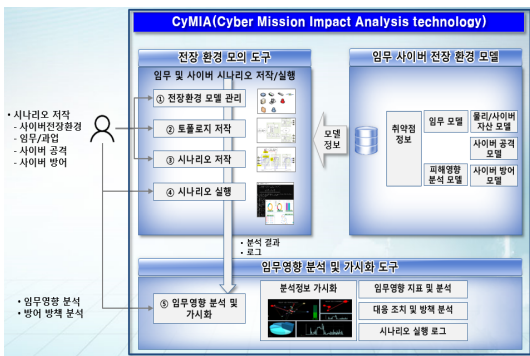 CyMIA(Cyber Mission Impact Analysis technology)
전장 환경 모의 도구
임무 및 사이버 시나리오 저작/실행
① 전장환경 모델 관리
② 토폴로지 저작
③ 시나리오 저작
④ 시나리오 실행
• 시나리오 저작
- 사이버전장환경
- 임무/과업
- 사이버 공격
- 사이버 방어
모델
정보
임무 사이버 전장 환경 모델
취약점
정보
임무 모델
물리/사이버
자산 모델
사이버 공격
모델
피해영향
분석 모델
사이버 방어
모델
• 분석 결과
• 로그
임무영향 분석 및 가시화 도구
• 임무영향 분석
• 방어 방책 분석
⑤ 임무영향 분석 및
가시화
분석정보 가시화
임무영향 지표 및 분석
대응 조치 및 방책 분석
시나리오 실행 로그